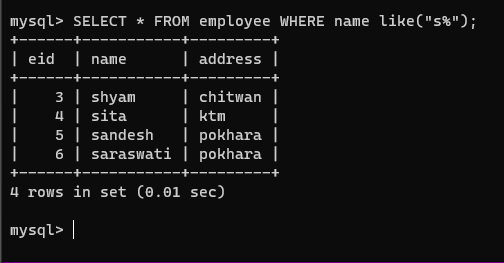 mysql> SELECT * FROM employee WHERE name like("s%");
+------+-----------+---------+
| eid  | name      | address |
+------+-----------+---------+
|    3 | shyam     | chitwan |
|    4 | sita      | ktm     |
|    5 | sandesh   | pokhara |
|    6 | saraswati | pokhara |
+------+-----------+---------+
4 rows in set (0.01 sec)
mysql>